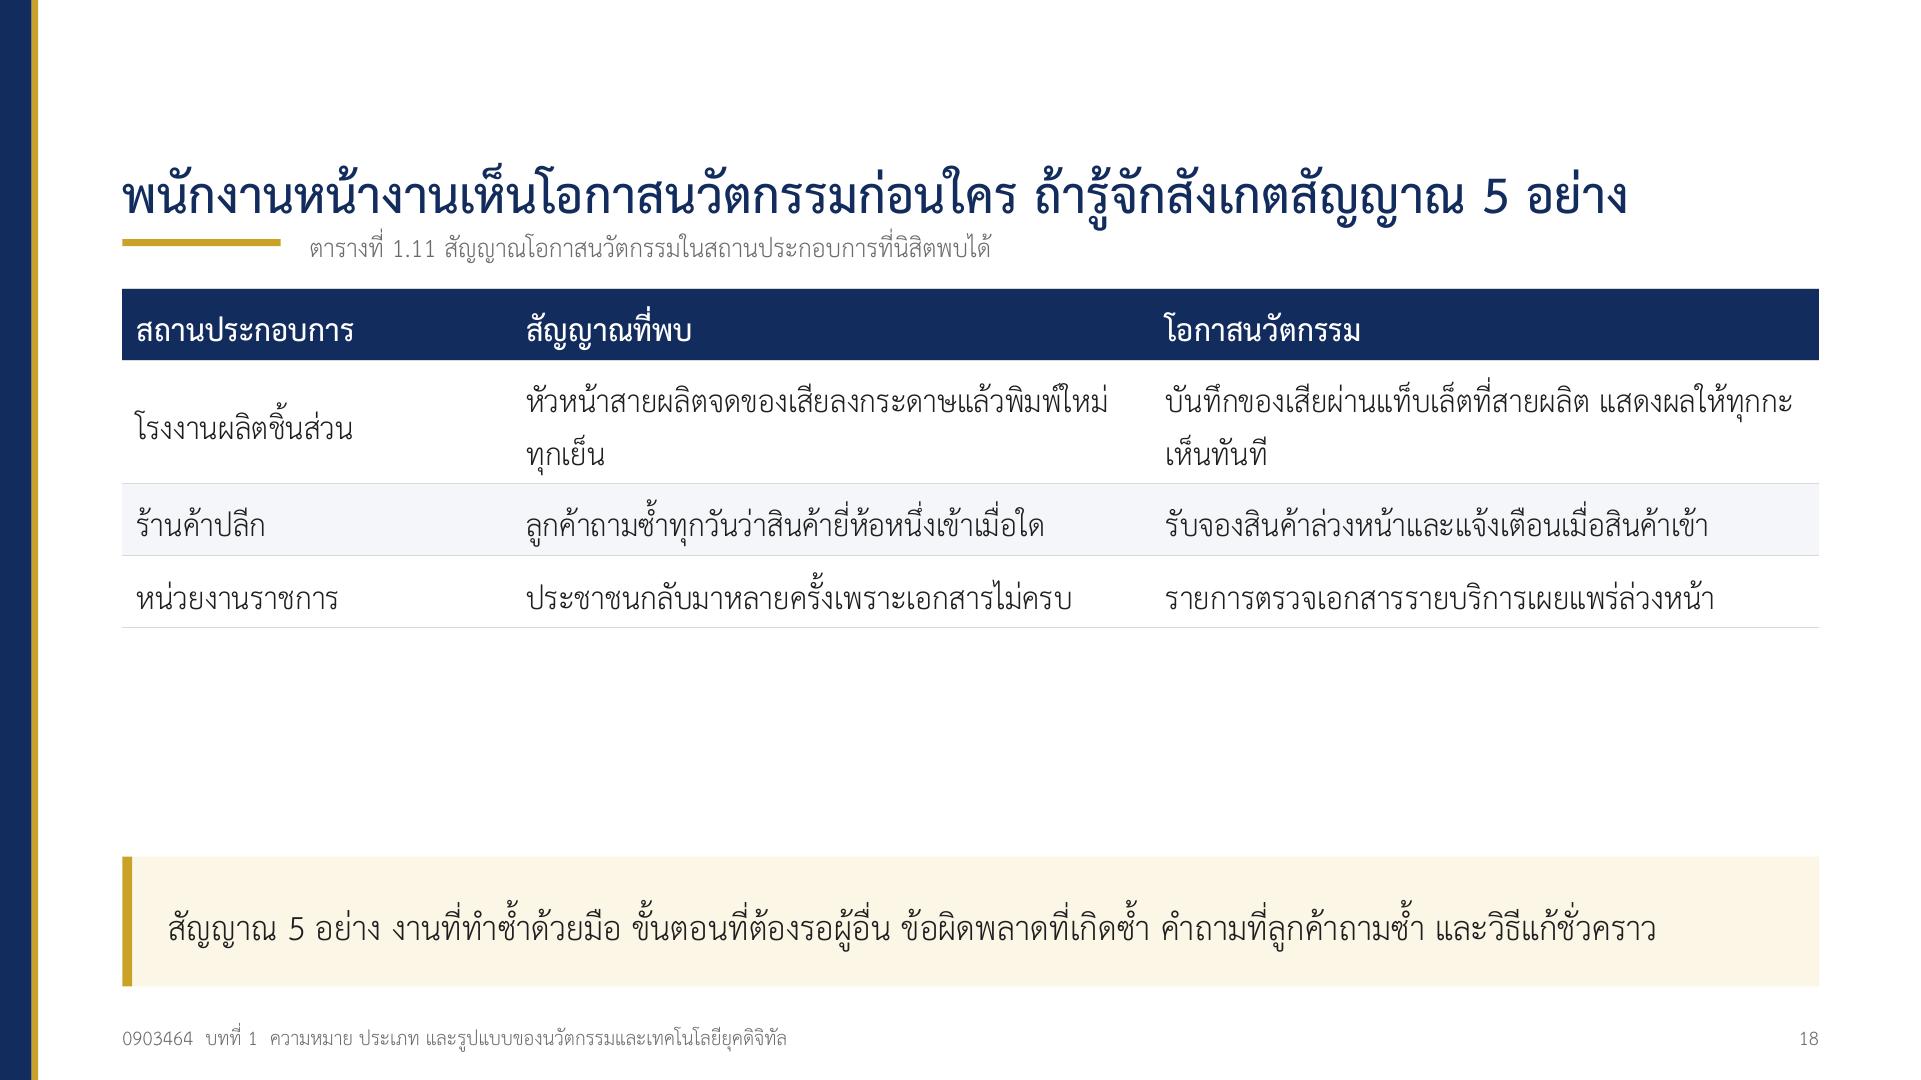 พนักงานหน้างานเห็นโอกาสนวัตกรรมก่อนใคร ถ้ารู้จักสังเกตสัญญาณ 5 อย่าง
ตารางที่ 1.11 สัญญาณโอกาสนวัตกรรมในสถานประกอบการที่นิสิตพบได้
สถานประกอบการ สัญญาณที่พบ โอกาสนวัตกรรม
โรงงานผลิตชิ้นส่วน
หัวหน้าสายผลิตจดของเสียลงกระดาษแล้วพิมพ์ใหม่
ทุกเย็น
บันทึกของเสียผ่านแท็บเล็ตที่สายผลิต แสดงผลให้ทุกกะ
เห็นทันที
ร้านค้าปลีก ลูกค้าถามซ้ำทุกวันว่าสินค้ายี่ห้อหนึ่งเข้าเมื่อใด รับจองสินค้าล่วงหน้าและแจ้งเตือนเมื่อสินค้าเข้า
หน่วยงานราชการ ประชาชนกลับมาหลายครั้งเพราะเอกสารไม่ครบ รายการตรวจเอกสารรายบริการเผยแพร่ล่วงหน้า
สัญญาณ 5 อย่าง งานที่ทำซ้ำด้วยมือ ขั้นตอนที่ต้องรอผู้อื่น ข้อผิดพลาดที่เกิดซ้ำ คำถามที่ลูกค้าถามซ้ำ และวิธีแก้ชั่วคราว
0903464 บทที่ 1 ความหมาย ประเภท และรูปแบบของนวัตกรรมและเทคโนโลยียุคดิจิทัล 18